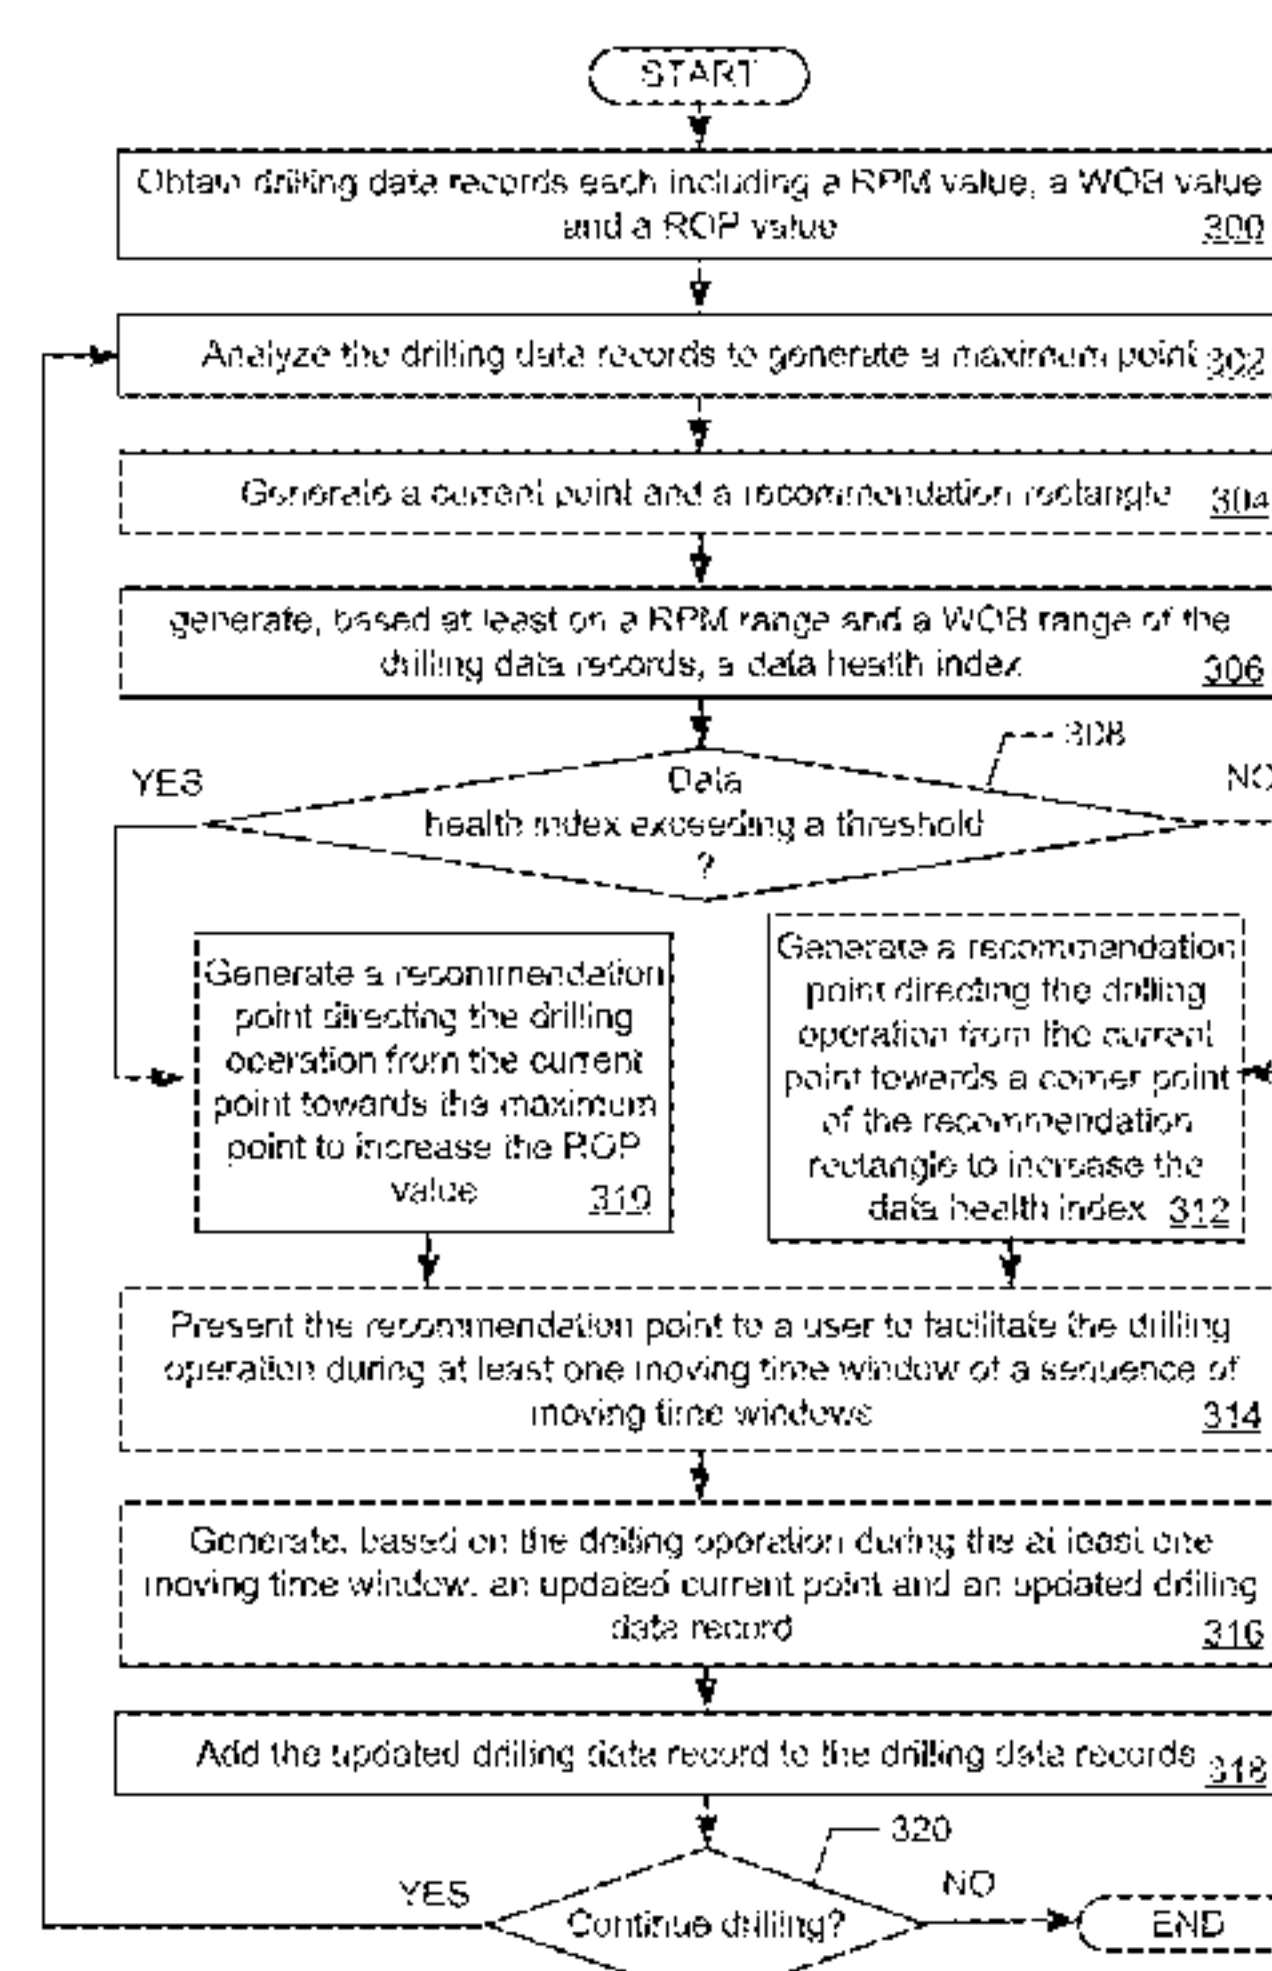 START
Obtain drilling data records each including a RPM value, a WOB value
and a ROP value
300
Analyze the drilling data records to generate a maximum point
302
Generate a current point and a recommendation rectangle
304
generate, based at least on a RPM range and a WOB range of the
drilling data records, a data health index
306
308
YES
NO
Data
health index exceeding a threshold
?
Generate a recommendation
point directing the drilling
operation from the current
point towards the maximum
point to increase the ROP
value
310
Generate a recommendation
point directing the drilling
operation from the current
point towards a corner point
of the recommendation
rectangle to increase the
data health index 312
Present the recommendation point to a user to facilitate the drilling
operation during at least one moving time window of a sequence of
moving time windows
314
Generate, based on the drilling operation during the at least one
moving time window, an updated current point and an updated drilling
data record
316
Add the updated drilling data record to the drilling data records
318
320
YES
NO
Continue drilling?
END